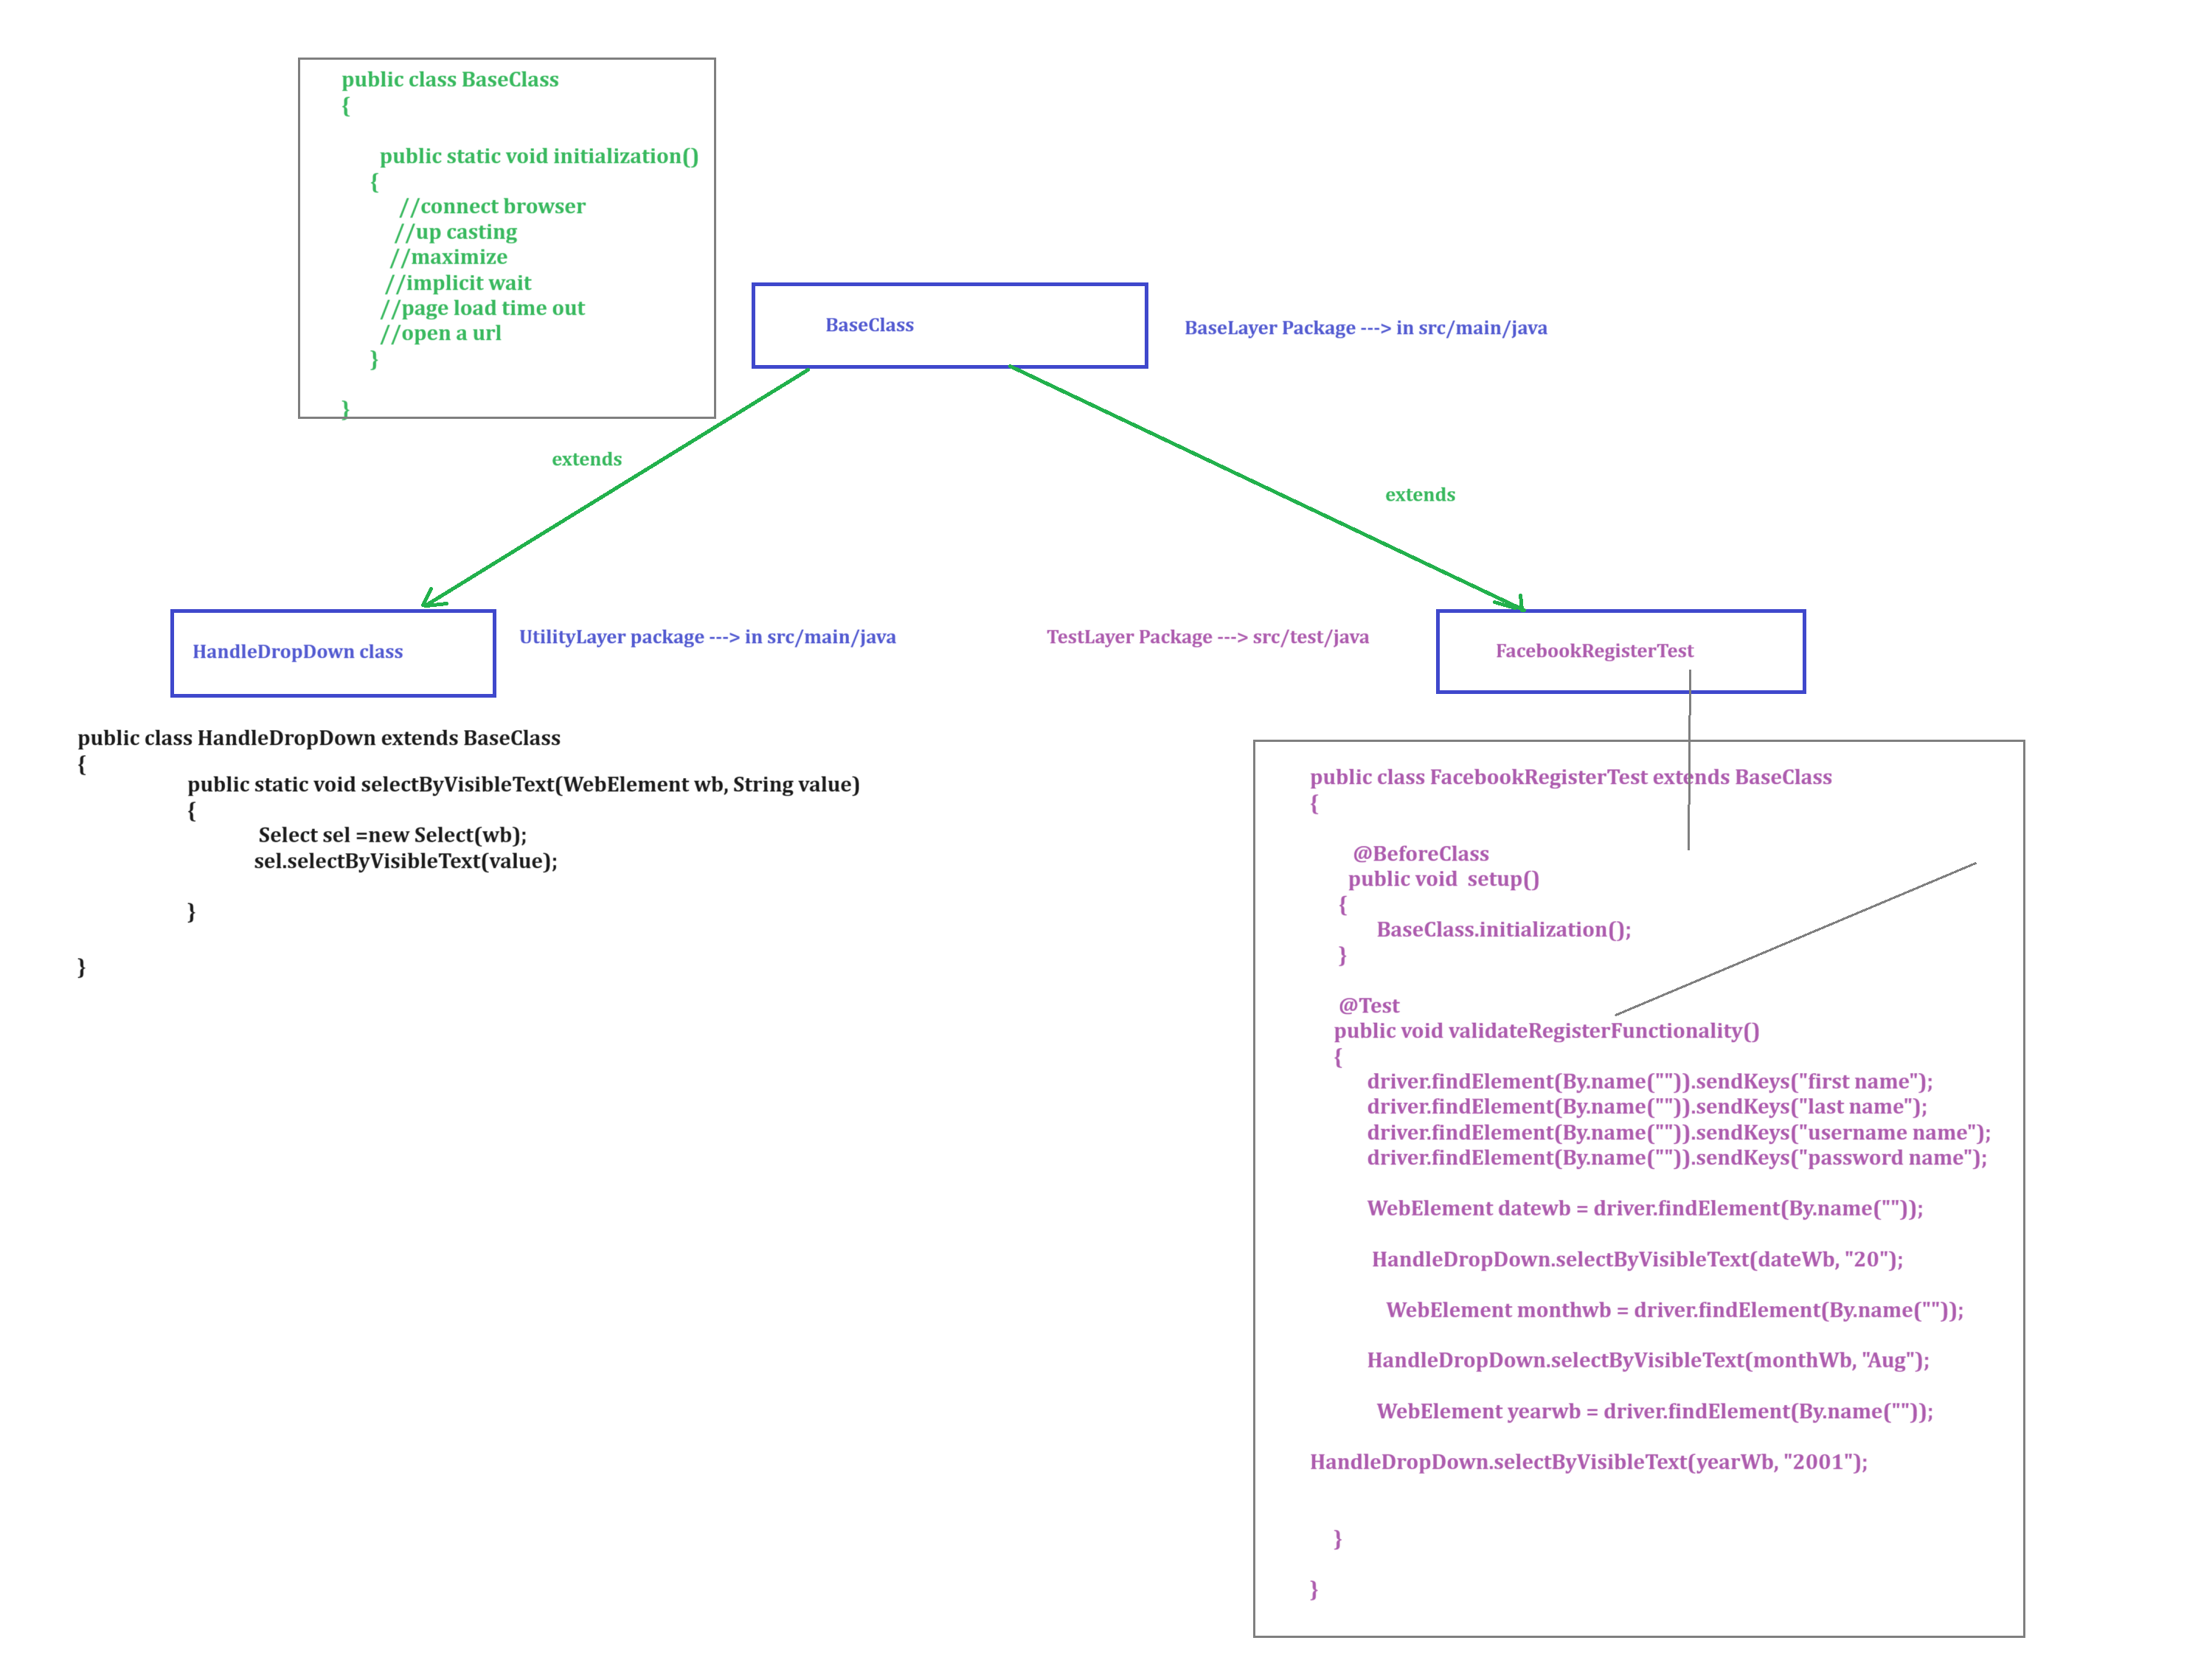 public class BaseClass
{
public static void initialization()
{
//connect browser
//up casting
//maximize
//implicit wait
//page load time out
//open a url
}
}
BaseClass
BaseLayer Package ---> in src/main/java
extends
extends
HandleDropDown class
UtilityLayer package ---> in src/main/java
TestLayer Package ---> src/test/java
FacebookRegisterTest
public class HandleDropDown extends BaseClass
{
public static void selectByVisibleText(WebElement wb, String value)
{
Select sel =new Select(wb);
sel.selectByVisibleText(value);
}
}
public class FacebookRegisterTest extends BaseClass
{
@BeforeClass
public void  setup()
{
BaseClass.initialization();
}
@Test
public void validateRegisterFunctionality()
{
driver.findElement(By.name("")).sendKeys("first name");
driver.findElement(By.name("")).sendKeys("last name");
driver.findElement(By.name("")).sendKeys("username name");
driver.findElement(By.name("")).sendKeys("password name");
WebElement datewb = driver.findElement(By.name(""));
HandleDropDown.selectByVisibleText(dateWb, "20");
WebElement monthwb = driver.findElement(By.name(""));
HandleDropDown.selectByVisibleText(monthWb, "Aug");
WebElement yearwb = driver.findElement(By.name(""));
HandleDropDown.selectByVisibleText(yearWb, "2001");
}
}